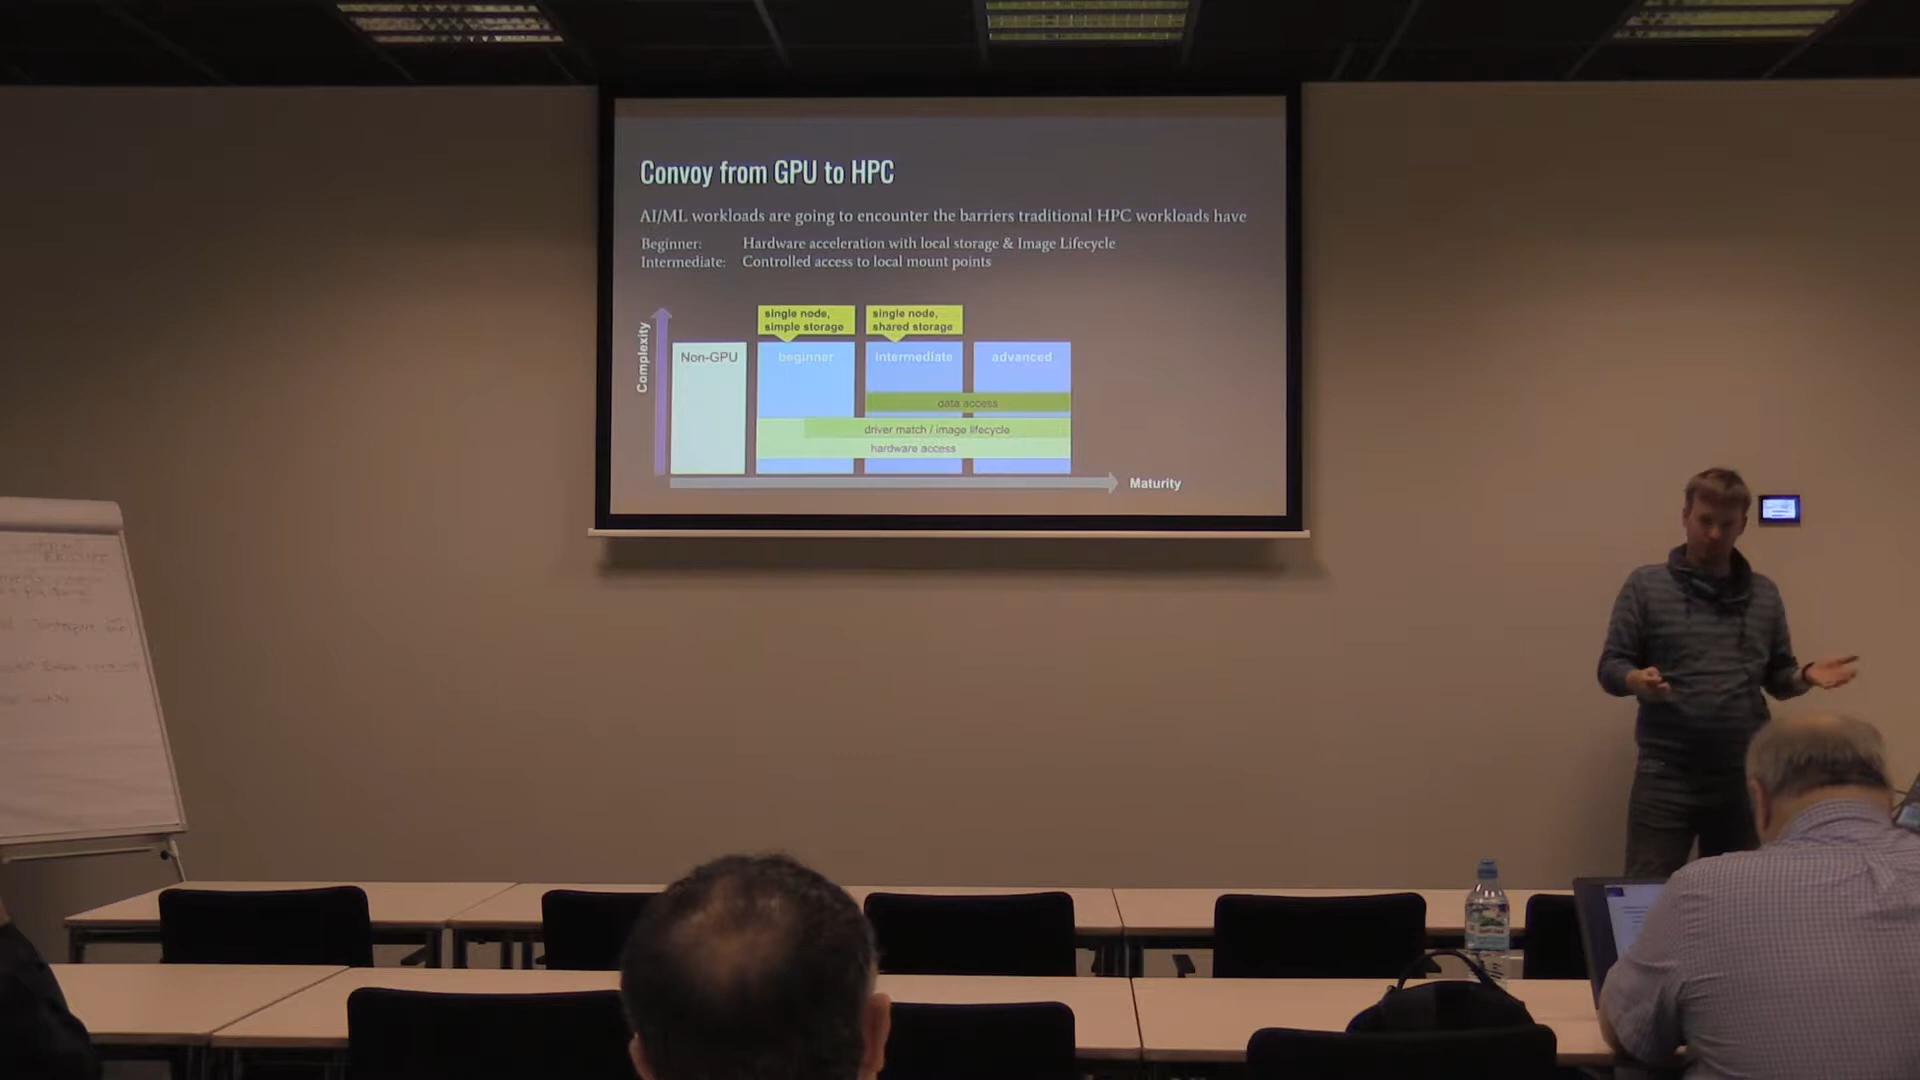 Convoy from GPU to HPC
AI/ML workloads are going to encounter the barriers traditional HPC workloads have
Beginner: Hardware acceleration with local storage & Image Lifecycle
Intermediate: Controlled access to local mount points
Complexity
single node,
simple storage
single node,
shared storage
Non-GPU
beginner
intermediate
advanced
data access
driver match / image lifecycle
hardware access
Maturity